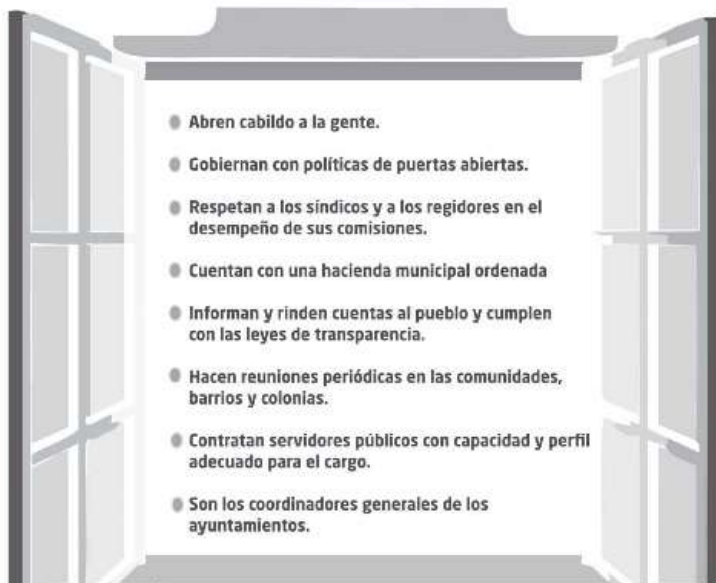 Abren cabildo a la gente.
Gobiernan con políticas de puertas abiertas.
Respetan a los síndicos y a los regidores en el
desempeño de sus comisiones.
Cuentan con una hacienda municipal ordenada
Informan y rinden cuentas al pueblo y cumplen
con las leyes de transparencia.
Hacen reuniones periódicas en las comunidades,
barrios y colonias.
Contratan servidores públicos con capacidad y perfil
adecuado para el cargo.
Son los coordinadores generales de los
ayuntamientos.